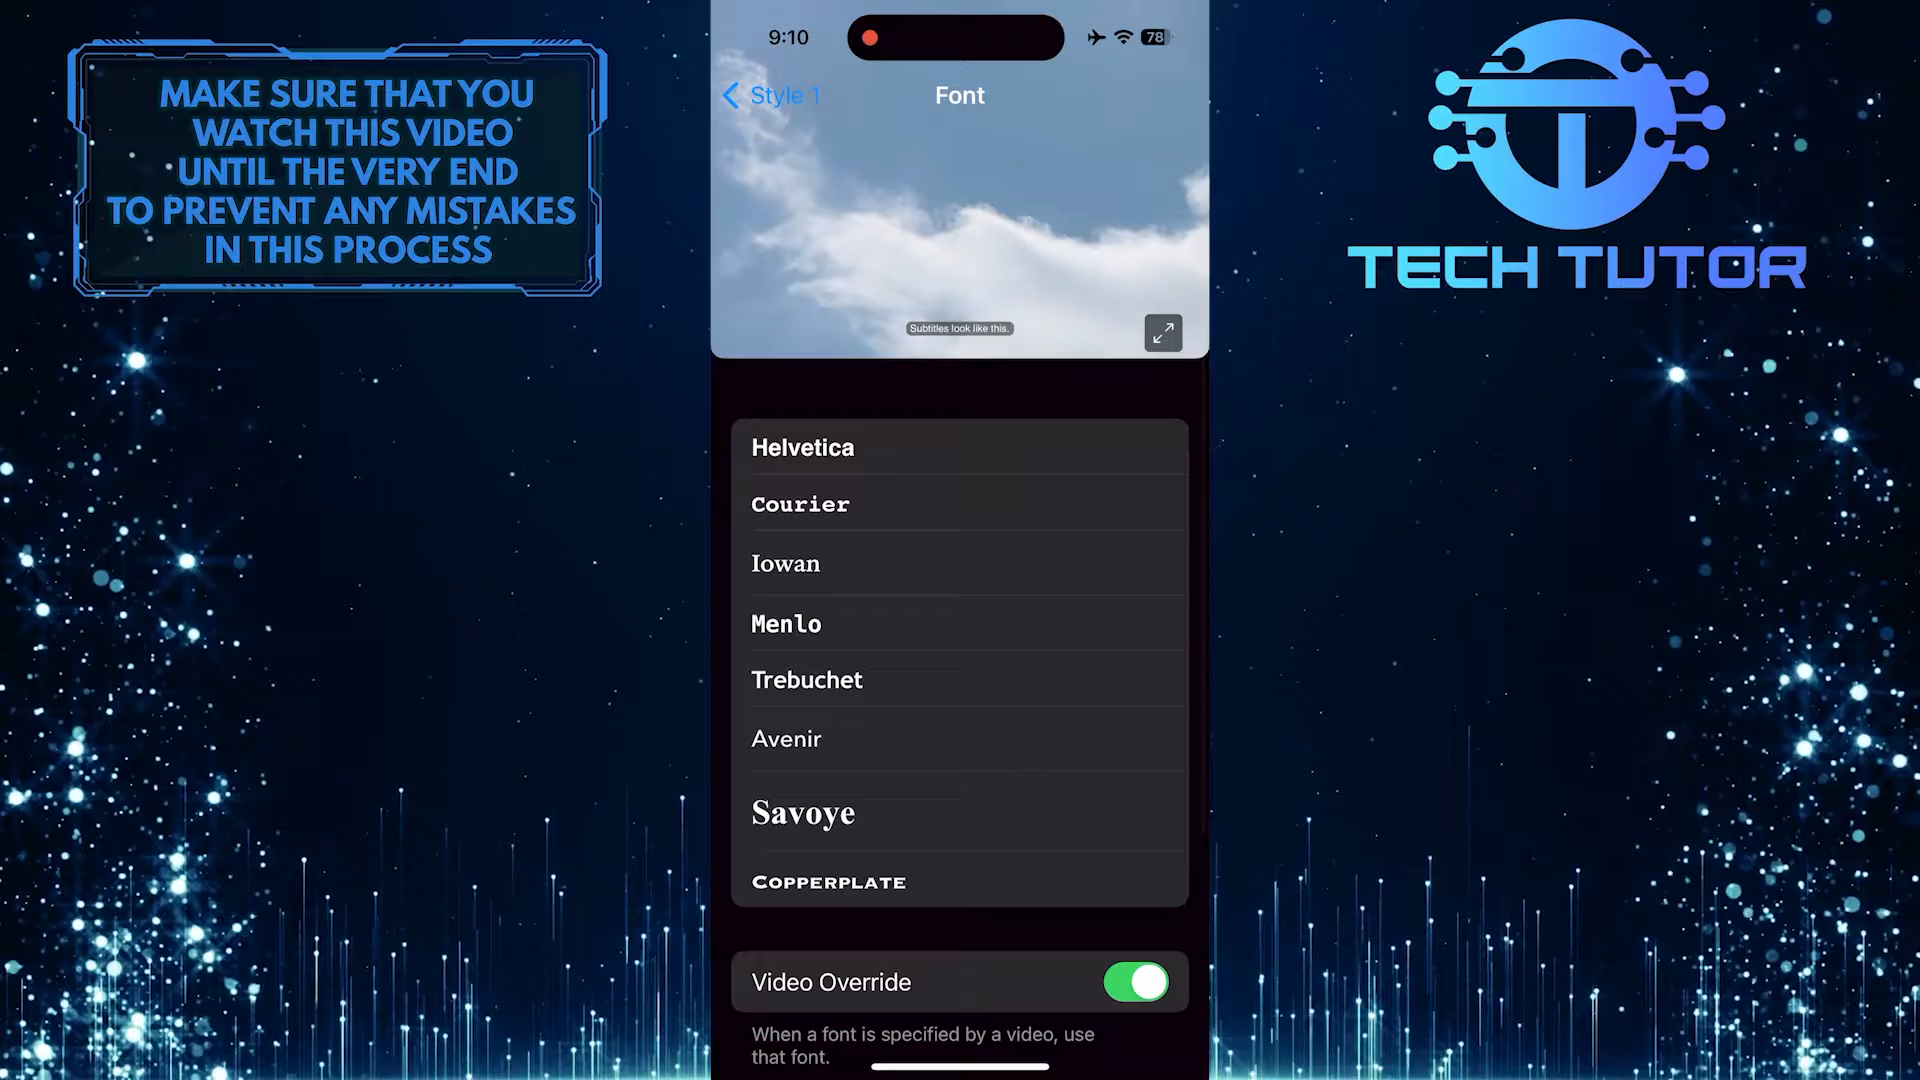 MAKE SURE THAT YOU
WATCH THIS VIDEO
UNTIL THE VERY END
TO PREVENT ANY MISTAKES
IN THIS PROCESS
9:10
78
Style 1
Font
Subtitles look like this.
Helvetica
Courier
Iowan
Menlo
Trebuchet
Avenir
Savoye
COPPERPLATE
Video Override
When a font is specified by a video, use
that font.
TECH TUTOR